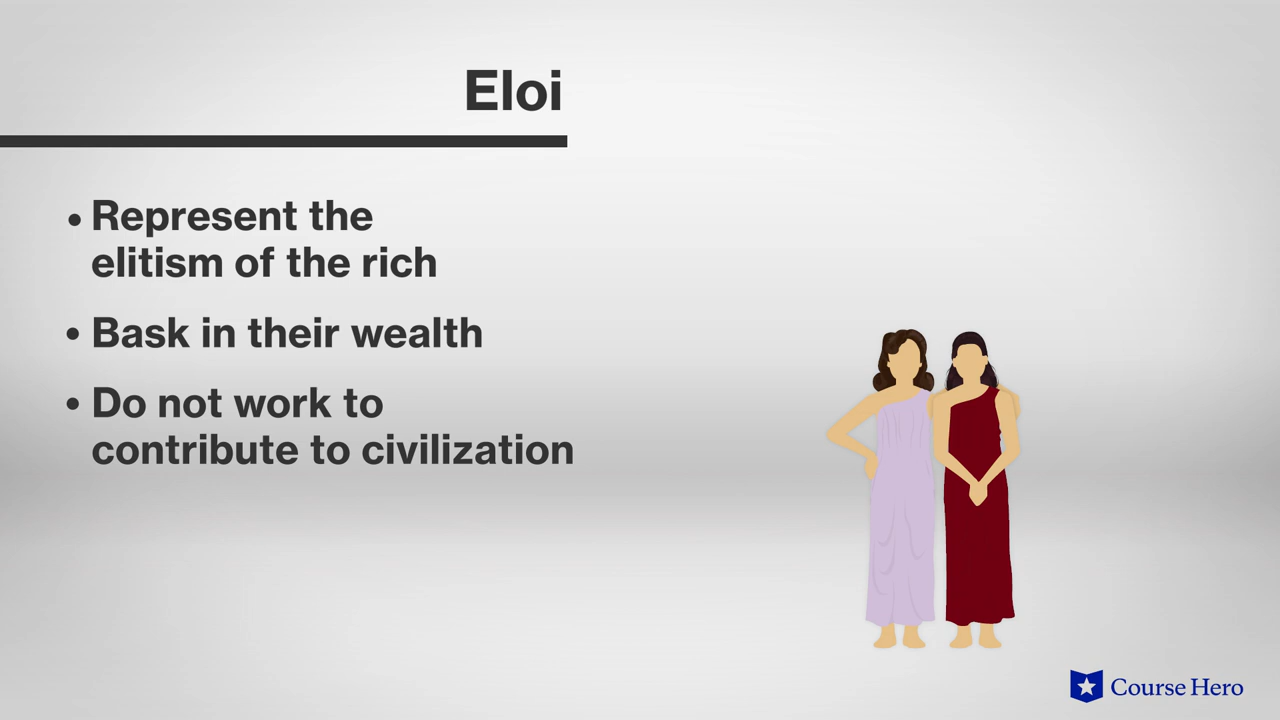 Eloi
• Represent the
elitism of the rich
• Bask in their wealth
• Do not work to
contribute to civilization
Course Hero